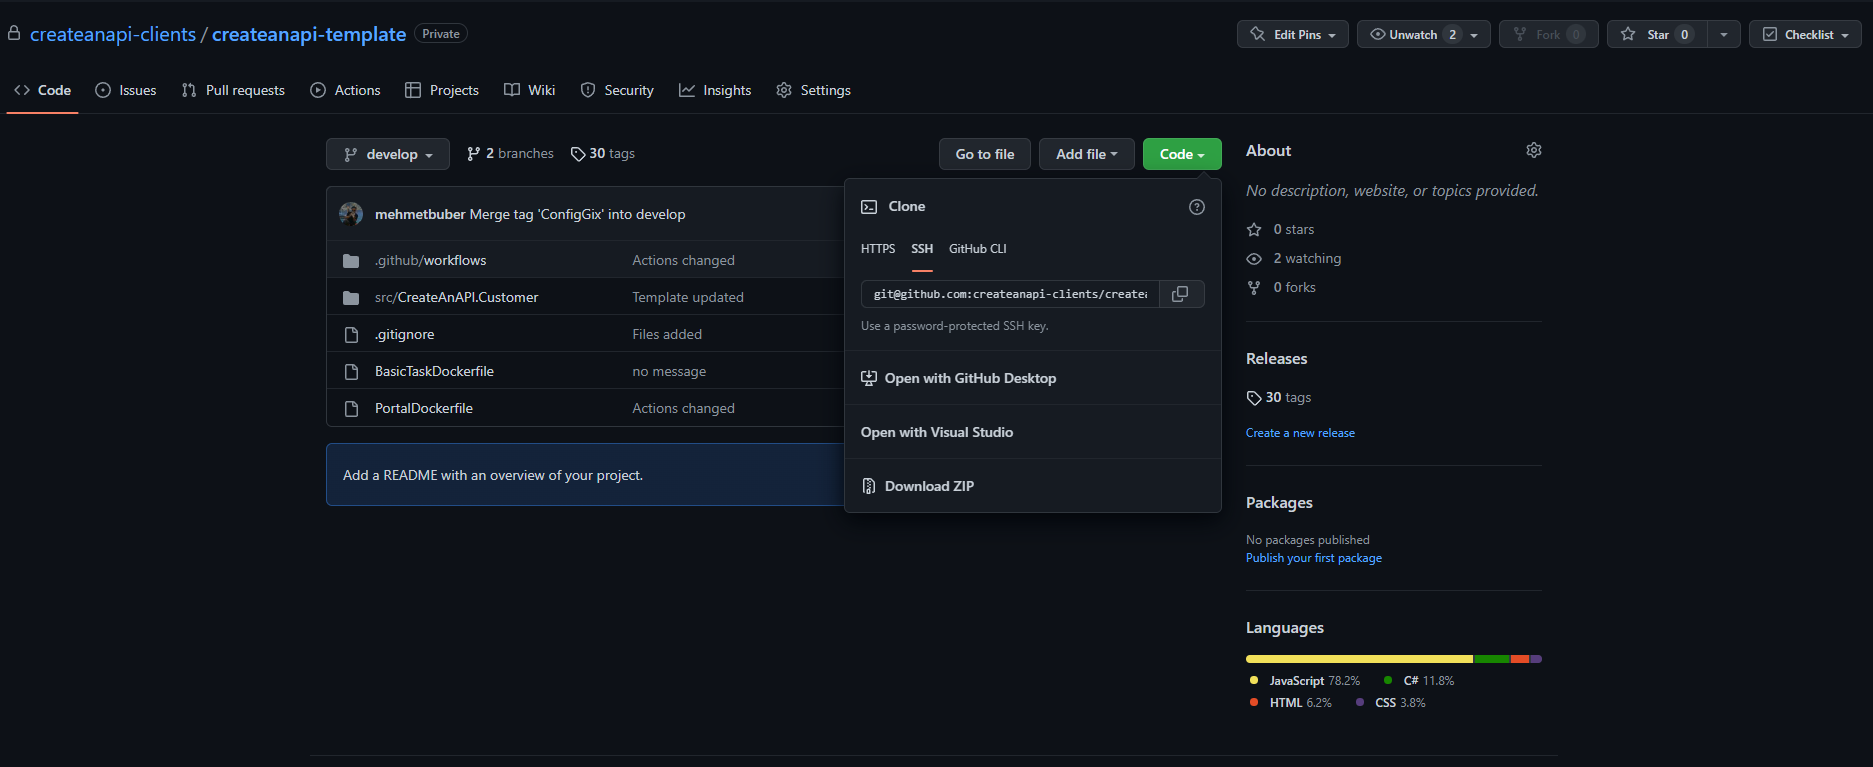 createanapi-clients / createanapi-template Private
Edit Pins Unwatch 2 Fork 0 Star 0 Checklist
Code Issues Pull requests Actions Projects Wiki Security Insights Settings
develop 2 branches 30 tags Go to file Add file Code
mehmetbuber Merge tag 'ConfigGix' into develop
.github/workflows Actions changed
src/CreateAnAPI.Customer Template updated
.gitignore Files added
BasicTaskDockerfile no message
PortalDockerfile Actions changed
Add a README with an overview of your project.
Clone
HTTPS SSH GitHub CLI
git@github.com:createanapi-clients/createa
Use a password-protected SSH key.
Open with GitHub Desktop
Open with Visual Studio
Download ZIP
About
No description, website, or topics provided.
0 stars
2 watching
0 forks
Releases
30 tags
Create a new release
Packages
No packages published
Publish your first package
Languages
JavaScript 78.2% C# 11.8%
HTML 6.2% CSS 3.8%